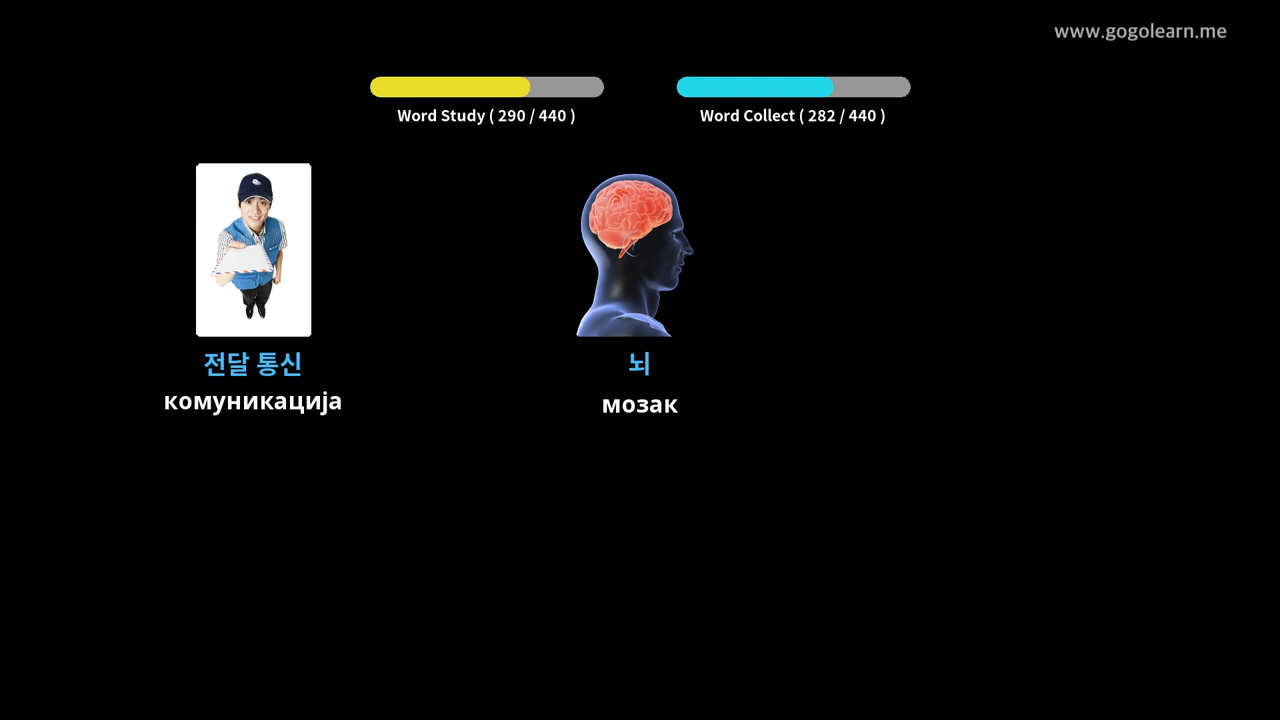 www.gogolearn.me
Word Study ( 290 / 440 )
Word Collect ( 282 / 440 )
전달 통신
комуникација
뇌
мозак